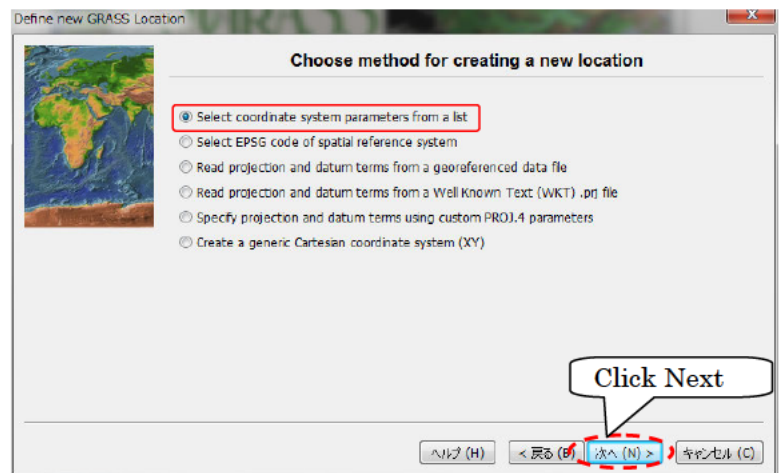 Define new GRASS Location
Choose method for creating a new location
Select coordinate system parameters from a list
Select EPSG code of spatial reference system
Read projection and datum terms from a georeferenced data file
Read projection and datum terms from a Well Known Text (WKT) .prj file
Specify projection and datum terms using custom PROJ.4 parameters
Create a generic Cartesian coordinate system (XY)
Click Next
ヘルプ (H) < 戻る (B) 次へ (N) > キャンセル (C)